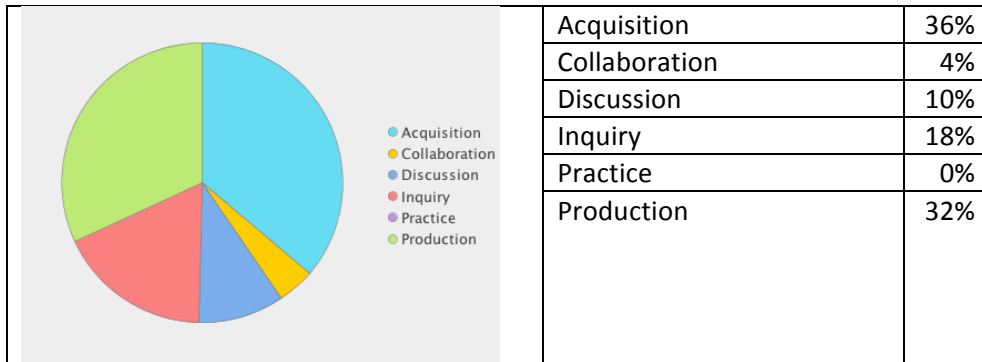 Acquisition
Collaboration
Discussion
Inquiry
Practice
Production
Acquisition 36%
Collaboration 4%
Discussion 10%
Inquiry 18%
Practice 0%
Production 32%